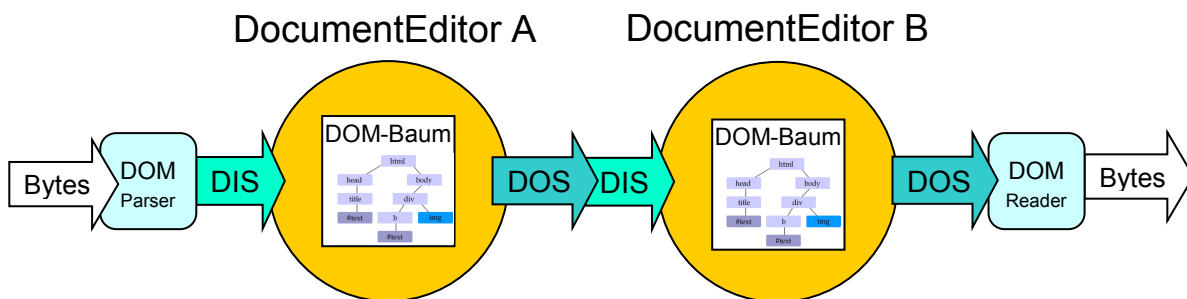 DocumentEditor A
DocumentEditor B
Bytes
DOM
Parser
DIS
DOM-Baum
html
head
body
title
div
#text
b
img
#text
DOS
DIS
DOM-Baum
html
head
body
title
div
#text
b
img
#text
DOS
DOM
Reader
Bytes